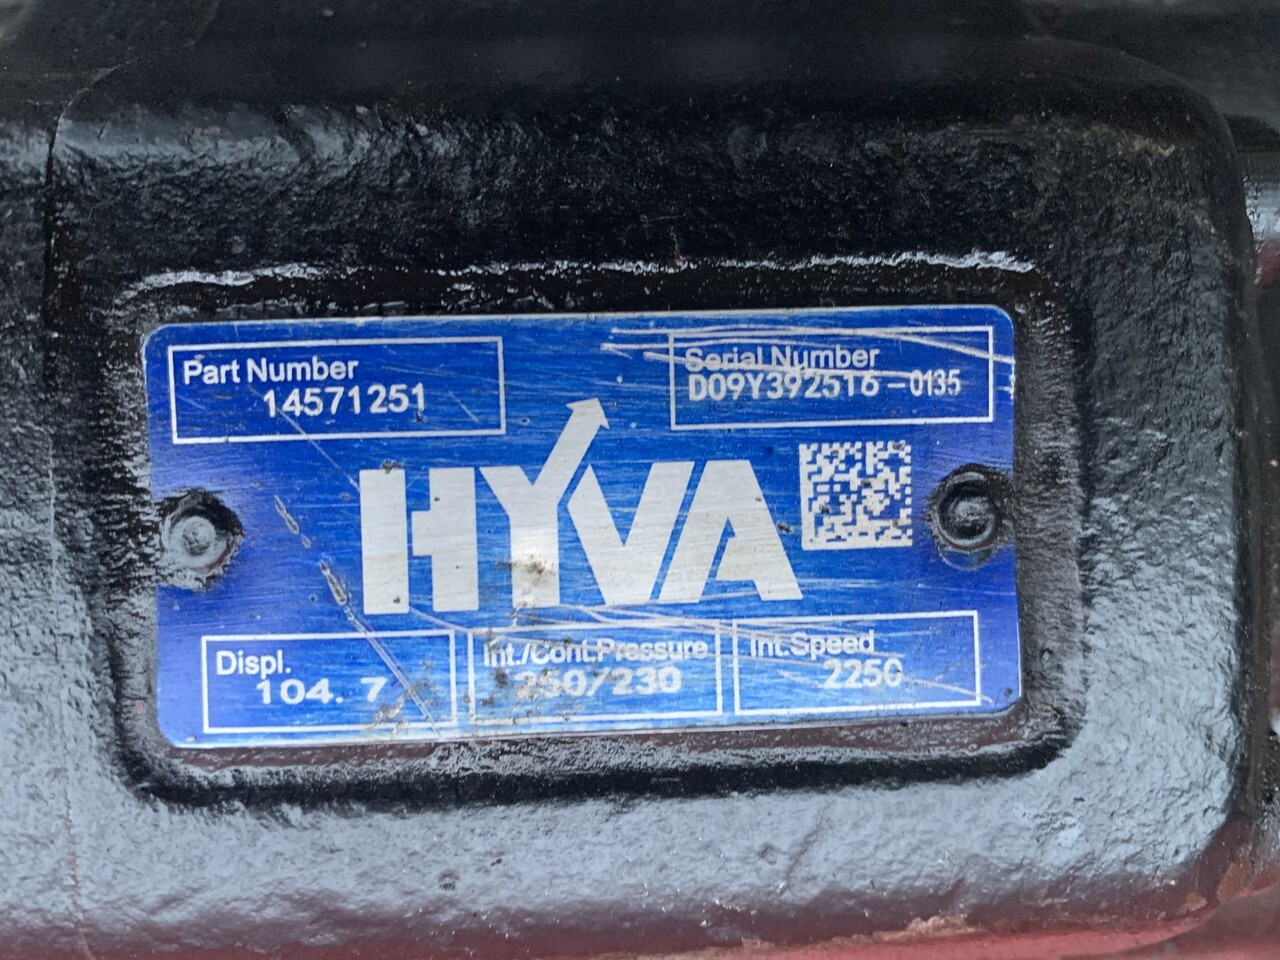 Part Number
14571251
Serial Number
D09Y392516-0135
HYVA
Displ.
104.7
Int./Cont.Pressure
250/230
Int.Speed
2250